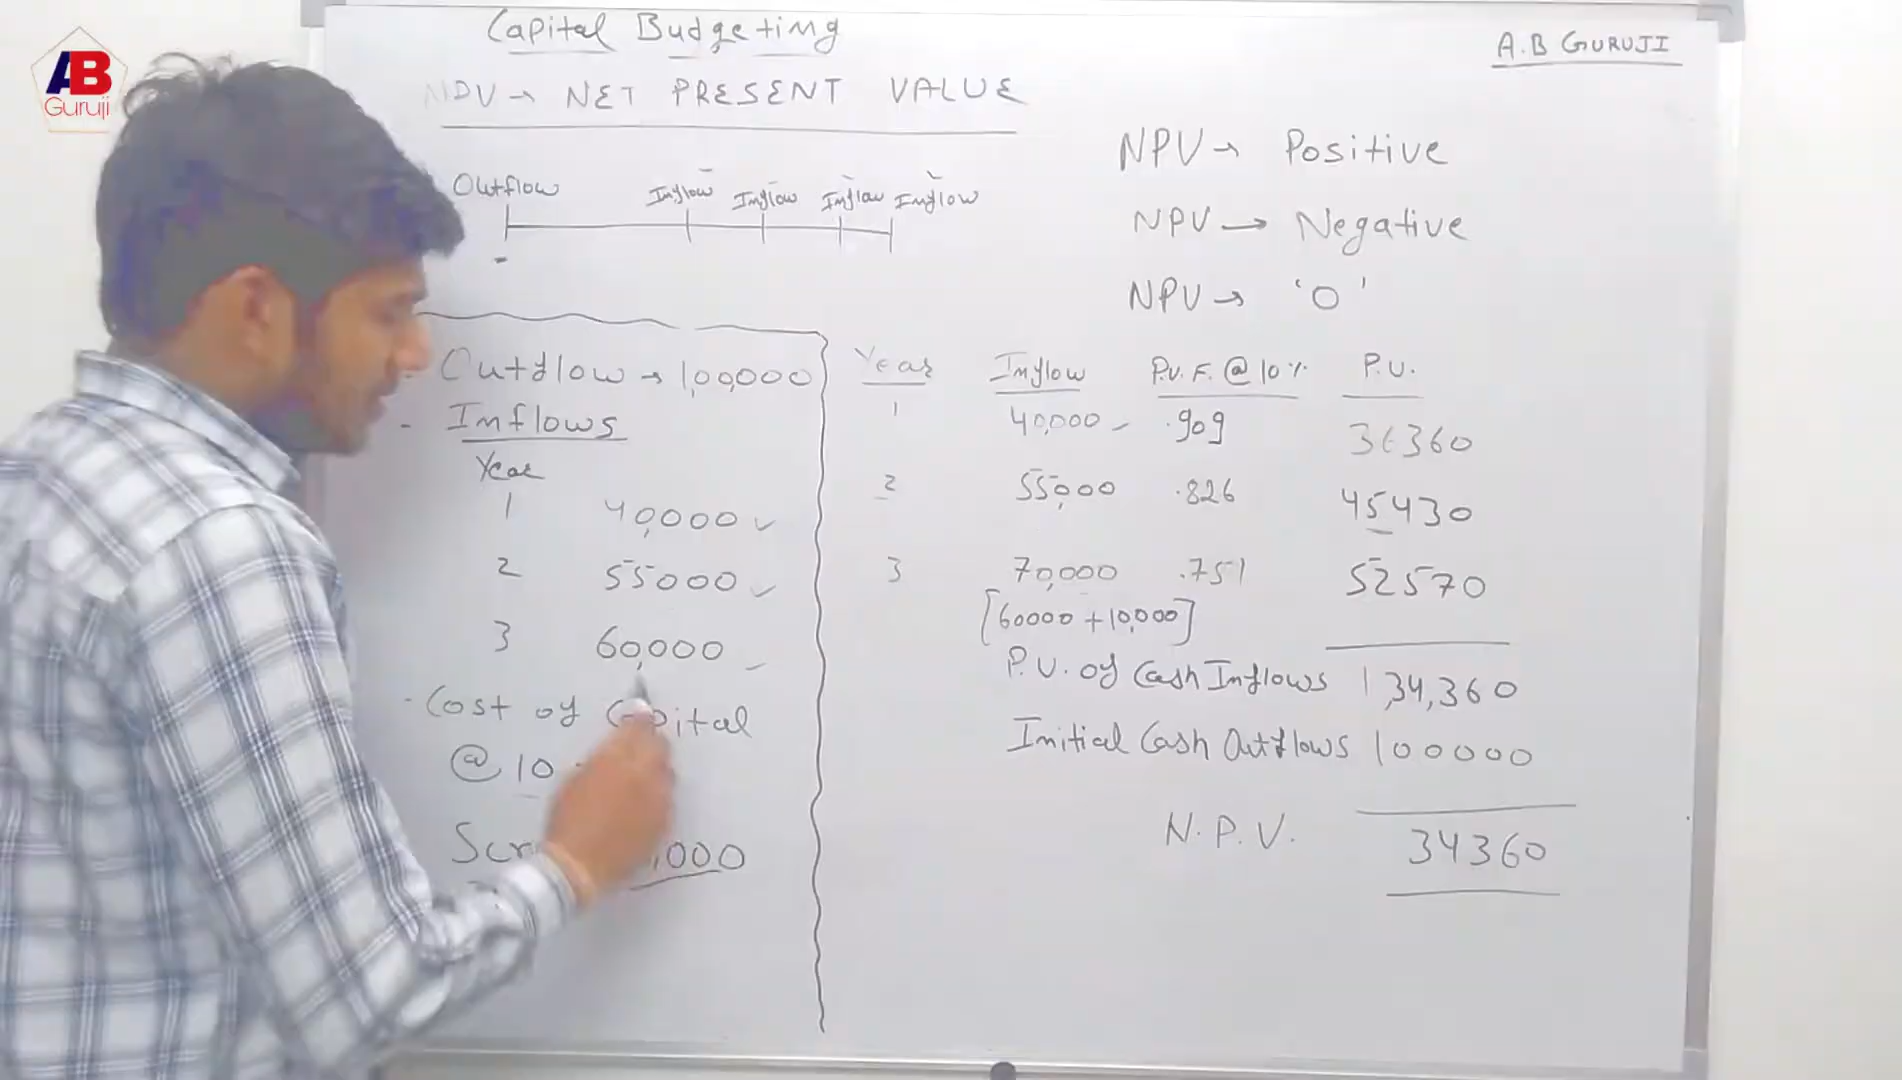 AB
Guruji
Capital Budgeting
A.B GURUJI
NPV → NET PRESENT VALUE
Outflow Inflow Inflow Inflow Inflow
NPV → Positive
NPV → Negative
NPV → '0'
- Outflow → 1,00,000
- Inflows
Year
1 40,000 ✓
2 55000 ✓
3 60,000
- Cost of Capital
@ 10
,000
Year Inflow P.V.F. @ 10% P.V.
1 40,000 .909 36360
2 55,000 .826 45430
3 70,000 .751 52570
[60000 + 10,000]
P.V. of Cash Inflows 1,34,360
Initial Cash Outflows 100000
N.P.V. 34360